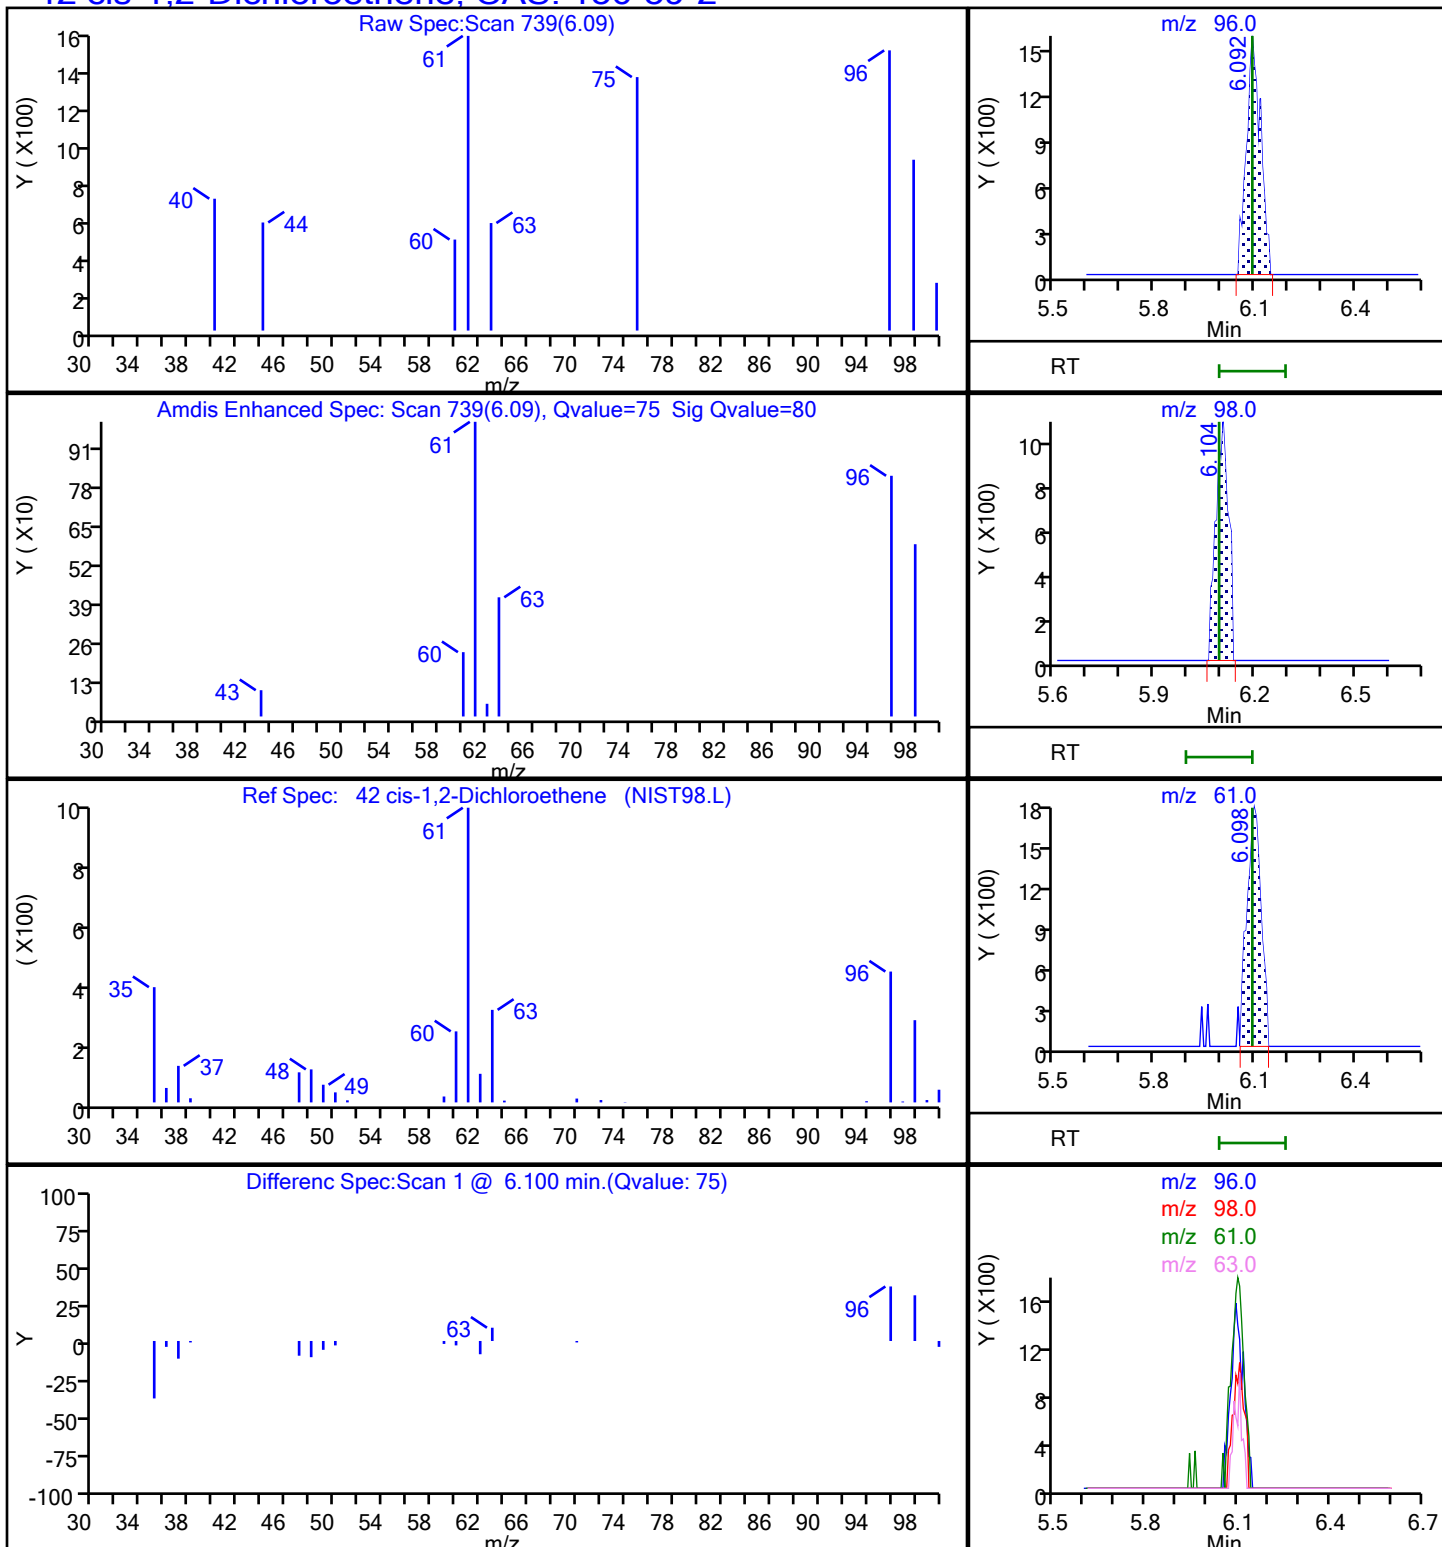 42 cis-1,2-Dichloroethene, CAS: 156-59-2
Raw Spec:Scan 739(6.09)
Y ( X100)
16
14
12
10
8
6
4
2
0
40
44
60
61
63
75
96
30 34 38 42 46 50 54 58 62 66 70 74 78 82 86 90 94 98
m/z
m/z 96.0
Y ( X100)
15
12
9
6
3
0
6.092
5.5 5.8 6.1 6.4
Min
RT
Amdis Enhanced Spec: Scan 739(6.09), Qvalue=75 Sig Qvalue=80
Y ( X10)
91
78
65
52
39
26
13
0
43
60
61
63
96
30 34 38 42 46 50 54 58 62 66 70 74 78 82 86 90 94 98
m/z
m/z 98.0
Y ( X100)
10
8
6
4
2
0
6.104
5.6 5.9 6.2 6.5
Min
RT
Ref Spec: 42 cis-1,2-Dichloroethene (NIST98.L)
( X100)
10
8
6
4
2
0
35
37
48
49
60
61
63
96
30 34 38 42 46 50 54 58 62 66 70 74 78 82 86 90 94 98
m/z 61.0
Y ( X100)
18
15
12
9
6
3
0
6.098
5.5 5.8 6.1 6.4
Min
RT
Differenc Spec:Scan 1 @ 6.100 min.(Qvalue: 75)
Y
100
75
50
25
0
-25
-50
-75
-100
63
96
30 34 38 42 46 50 54 58 62 66 70 74 78 82 86 90 94 98
m/z
m/z 96.0
m/z 98.0
m/z 61.0
m/z 63.0
Y ( X100)
16
12
8
4
0
5.5 5.8 6.1 6.4 6.7
Min